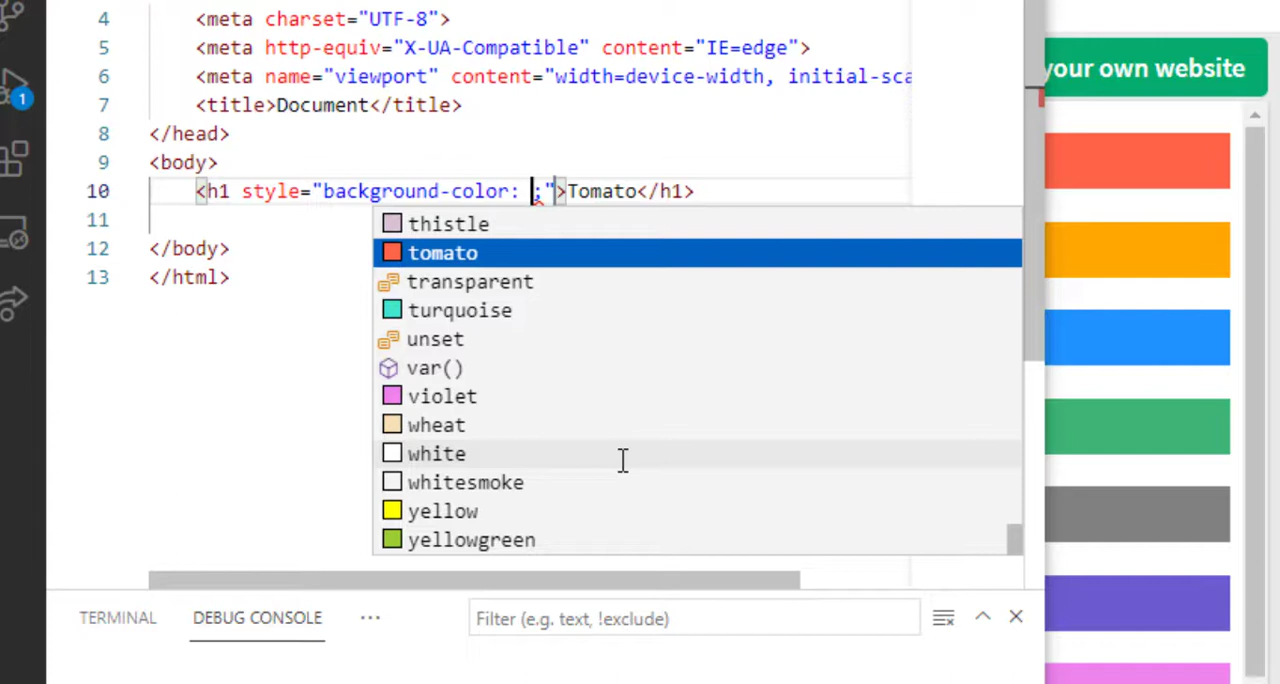 4 <meta charset="UTF-8">
5 <meta http-equiv="X-UA-Compatible" content="IE=edge">
6 <meta name="viewport" content="width=device-width, initial-sca
7 <title>Document</title>
8 </head>
9 <body>
10 <h1 style="background-color: ;">Tomato</h1>
11
12 </body>
13 </html>
thistle
tomato
transparent
turquoise
unset
var()
violet
wheat
white
whitesmoke
yellow
yellowgreen
TERMINAL DEBUG CONSOLE ··· Filter (e.g. text, !exclude)
1
your own website